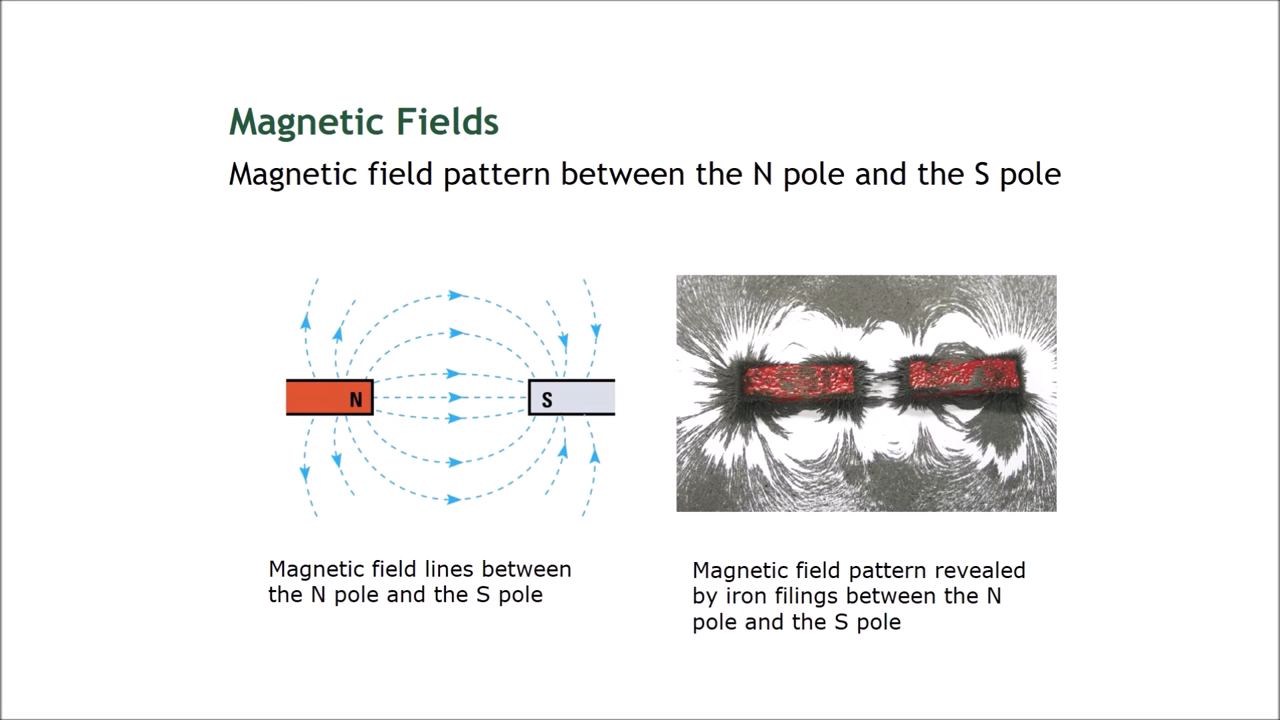 Magnetic Fields
Magnetic field pattern between the N pole and the S pole
N
S
Magnetic field lines between
the N pole and the S pole
Magnetic field pattern revealed
by iron filings between the N
pole and the S pole